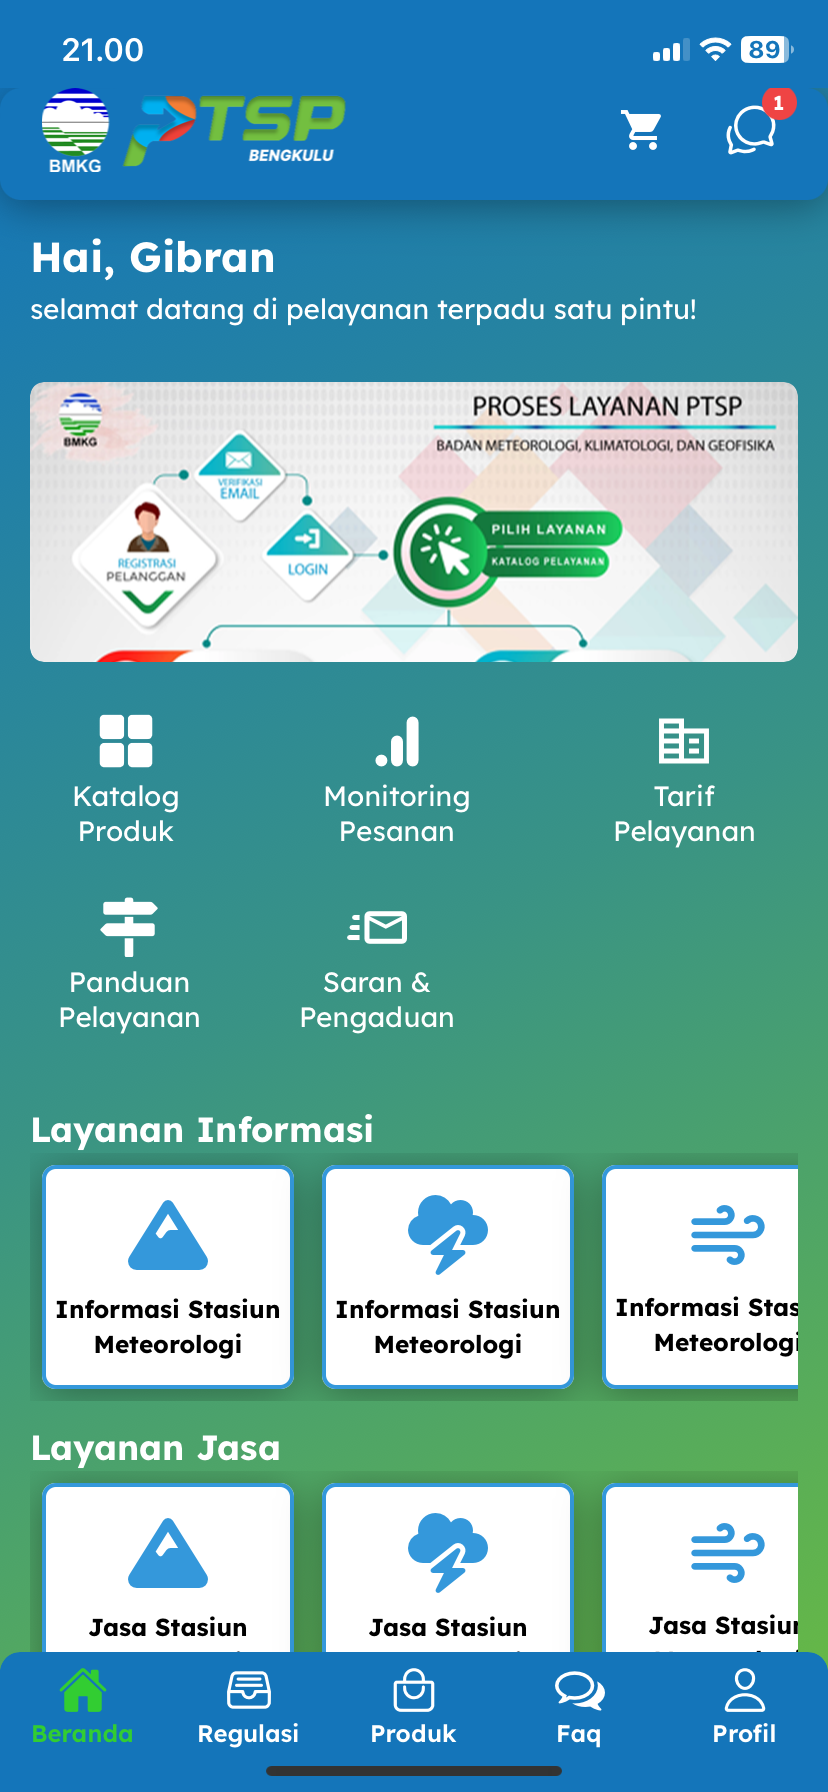 21.00
89
BMKG
PTSP
BENGKULU
1
Hai, Gibran
selamat datang di pelayanan terpadu satu pintu!
BMKG
PROSES LAYANAN PTSP
BADAN METEOROLOGI, KLIMATOLOGI, DAN GEOFISIKA
VERIFIKASI
EMAIL
REGISTRASI
PELANGGAN
LOGIN
PILIH LAYANAN
KATALOG PELAYANAN
Katalog
Produk
Monitoring
Pesanan
Tarif
Pelayanan
Panduan
Pelayanan
Saran &
Pengaduan
Layanan Informasi
Informasi Stasiun
Meteorologi
Informasi Stasiun
Meteorologi
Informasi Stas
Meteorologi
Layanan Jasa
Jasa Stasiun
Jasa Stasiun
Jasa Stasiun
Beranda
Regulasi
Produk
Faq
Profil